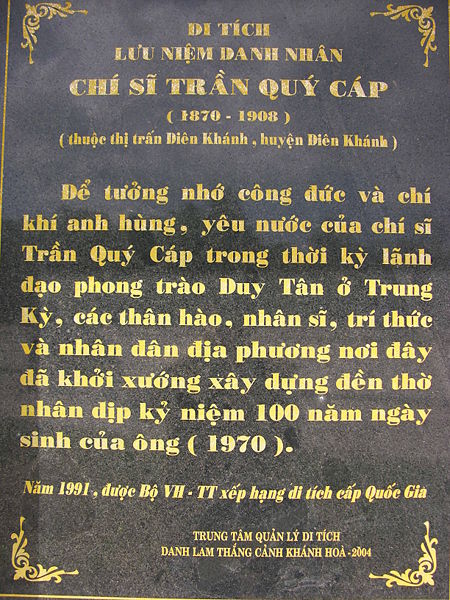 DI TÍCH
LƯU NIỆM DANH NHÂN
CHÍ SĨ TRẦN QUÝ CÁP
( 1870 - 1908 )
( thuộc thị trấn Diên Khánh , huyện Diên Khánh )
Để tưởng nhớ công đức và chí
khí anh hùng , yêu nước của chí sĩ
Trần Quý Cáp trong thời kỳ lãnh
đạo phong trào Duy Tân ở Trung
Kỳ , các thân hào , nhân sĩ , trí thức
và nhân dân địa phương nơi đây
đã khởi xướng xây dựng đền thờ
nhân dịp kỷ niệm 100 năm ngày
sinh của ông ( 1970 ).
Năm 1991 , được Bộ VH - TT xếp hạng di tích cấp Quốc Gia
TRUNG TÂM QUẢN LÝ DI TÍCH
DANH LAM THẮNG CẢNH KHÁNH HOÀ -2004